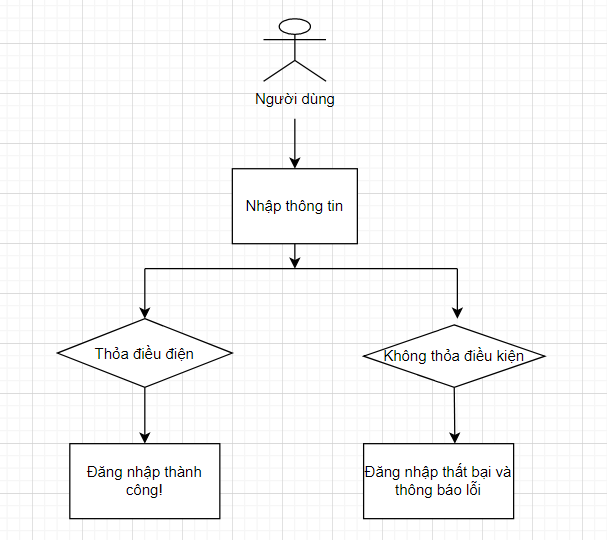 Người dùng
Nhập thông tin
Thỏa điều điện
Không thỏa điều kiện
Đăng nhập thành
công!
Đăng nhập thất bại và
thông báo lỗi